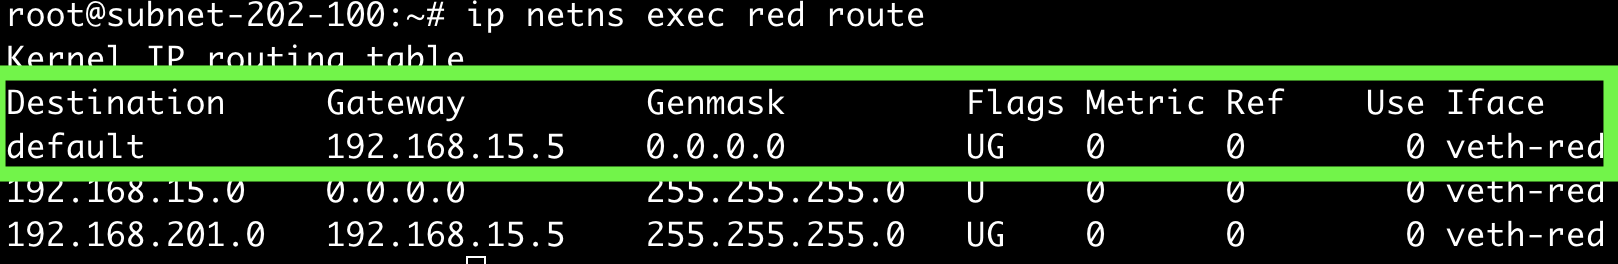 root@subnet-202-100:~# ip netns exec red route
Kernel IP routing table
Destination     Gateway         Genmask         Flags Metric Ref    Use Iface
default         192.168.15.5    0.0.0.0         UG    0      0        0 veth-red
192.168.15.0    0.0.0.0         255.255.255.0   U     0      0        0 veth-red
192.168.201.0   192.168.15.5    255.255.255.0   UG    0      0        0 veth-red